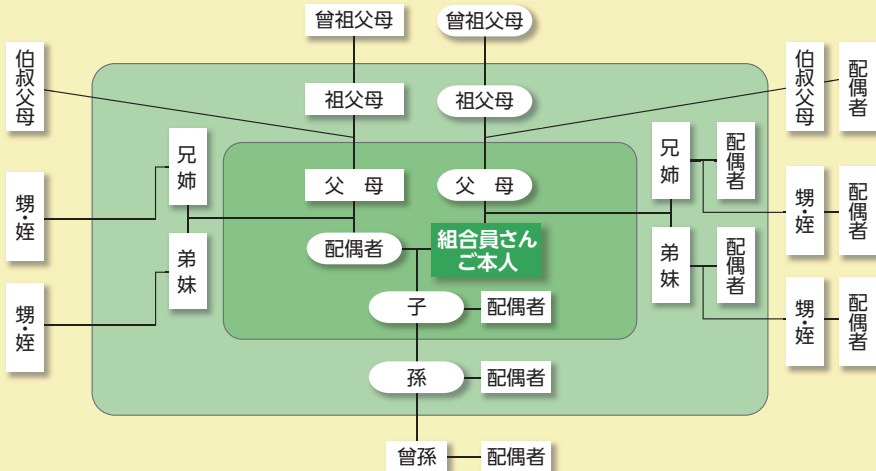 曾祖父母
曾祖父母
伯叔父母
伯叔父母
配偶者
祖父母
祖父母
兄姉
兄姉
配偶者
父 母
父 母
甥・姪
甥・姪
配偶者
配偶者
組合員さん
ご本人
弟妹
弟妹
配偶者
甥・姪
甥・姪
配偶者
子
配偶者
孫
配偶者
曾孫
配偶者